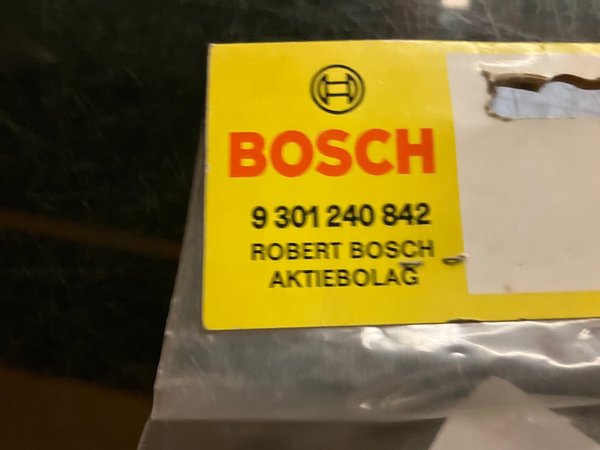 BOSCH
9 301 240 842
ROBERT BOSCH
AKTIEBOLAG